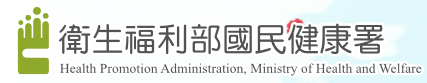 衛生福利部國民健康署
Health Promotion Administration, Ministry of Health and Welfare